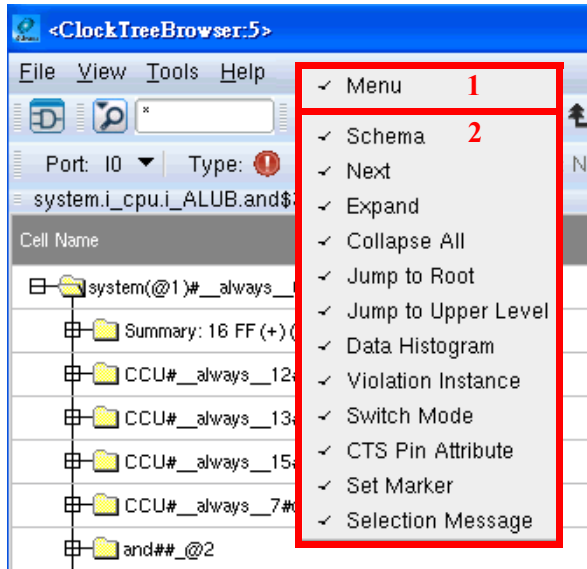 <ClockTreeBrowser:5>
File View Tools Help
*
Port: I0 Type:
N
system.i_cpu.i_ALUB.and$
Cell Name
system(@1)#__always__
Summary: 16 FF (+) (
CCU#__always__12
CCU#__always__13
CCU#__always__15
CCU#__always__7#
and##_@2
Menu 1
Schema 2
Next
Expand
Collapse All
Jump to Root
Jump to Upper Level
Data Histogram
Violation Instance
Switch Mode
CTS Pin Attribute
Set Marker
Selection Message